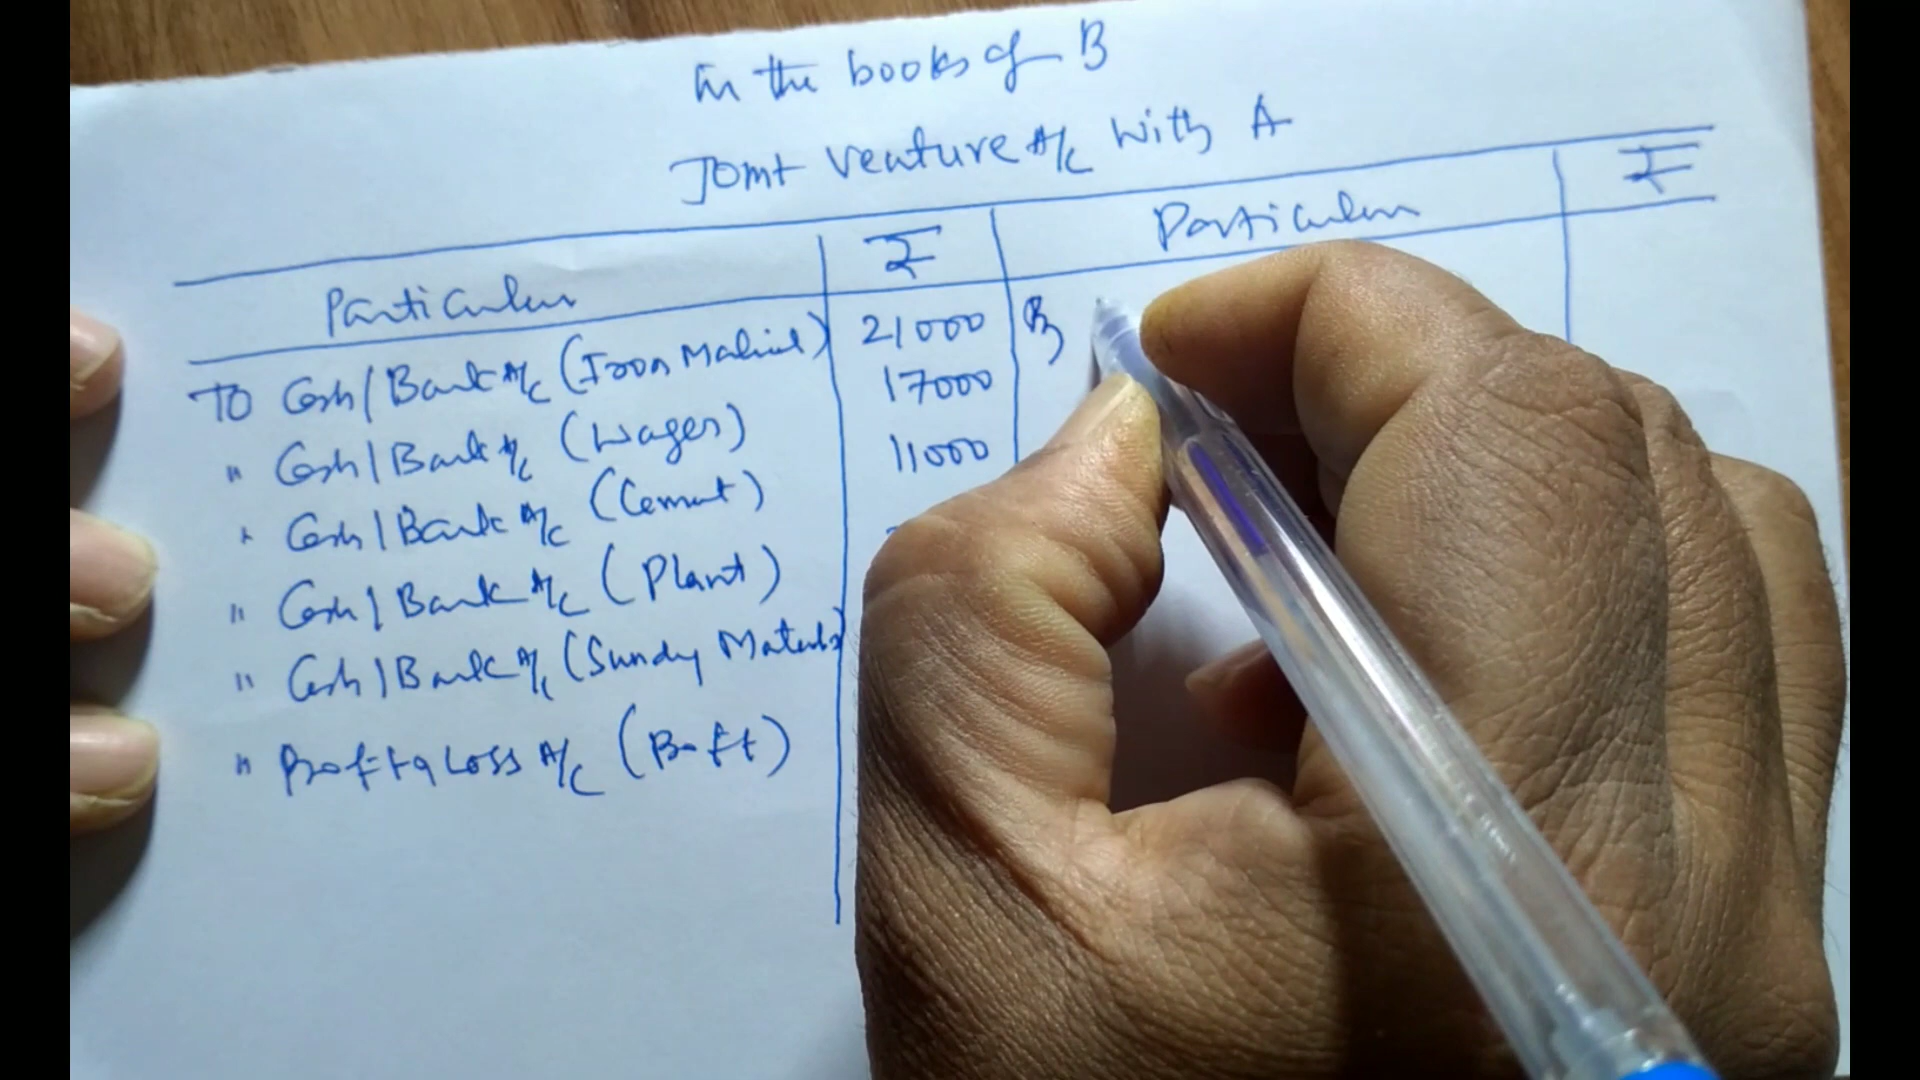 In the books of B
Joint Venture A/c With A
Particulars ₹ Particulars ₹
To Cash/Bank A/c (Iron Material) 21000 By
" Cash/Bank A/c (Wages) 17000
" Cash/Bank A/c (Cement) 11000
" Cash/Bank A/c (Plant)
" Cash/Bank A/c (Sundry Materials)
" Profit & Loss A/c (Profit)